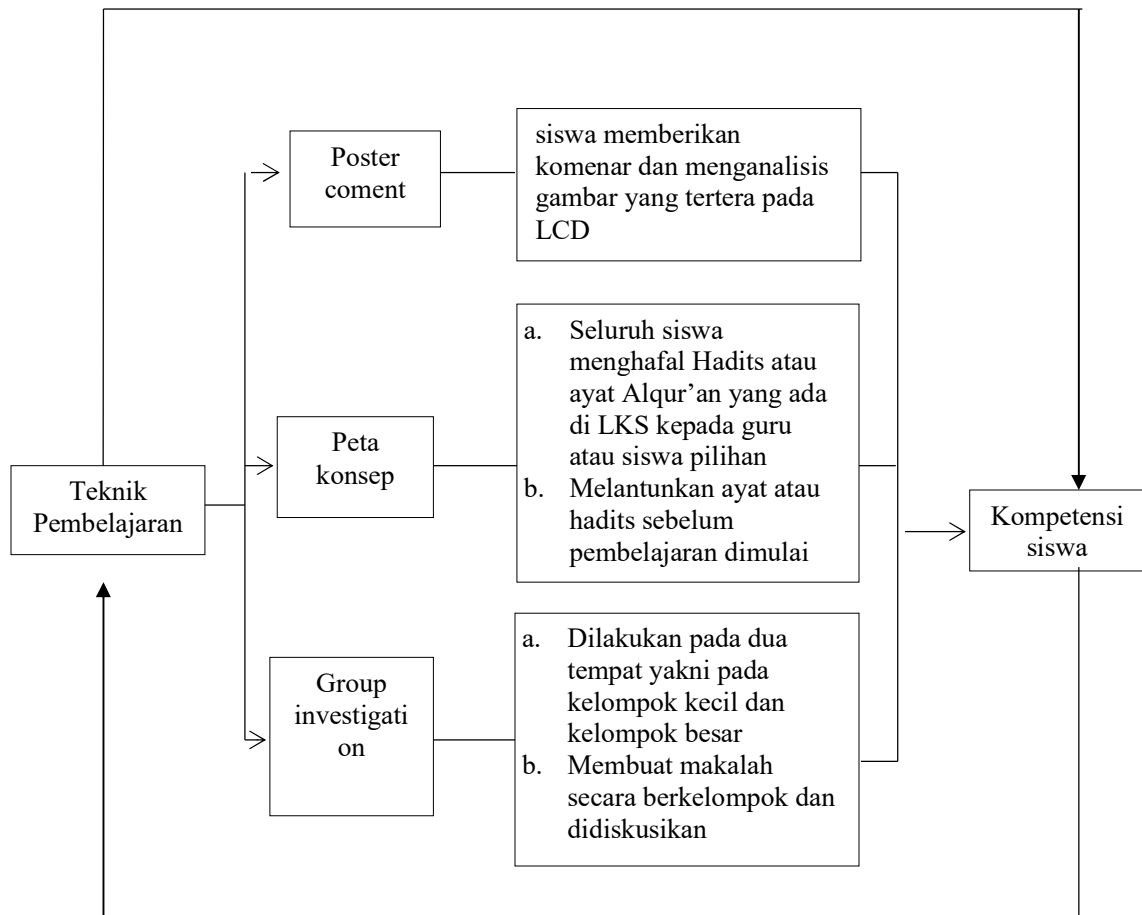 Teknik
Pembelajaran
Poster
coment
siswa memberikan
komenar dan menganalisis
gambar yang tertera pada
LCD
Peta
konsep
a. Seluruh siswa
menghafal Hadits atau
ayat Alqur’an yang ada
di LKS kepada guru
atau siswa pilihan
b. Melantunkan ayat atau
hadits sebelum
pembelajaran dimulai
Group
investigati
on
a. Dilakukan pada dua
tempat yakni pada
kelompok kecil dan
kelompok besar
b. Membuat makalah
secara berkelompok dan
didiskusikan
Kompetensi
siswa